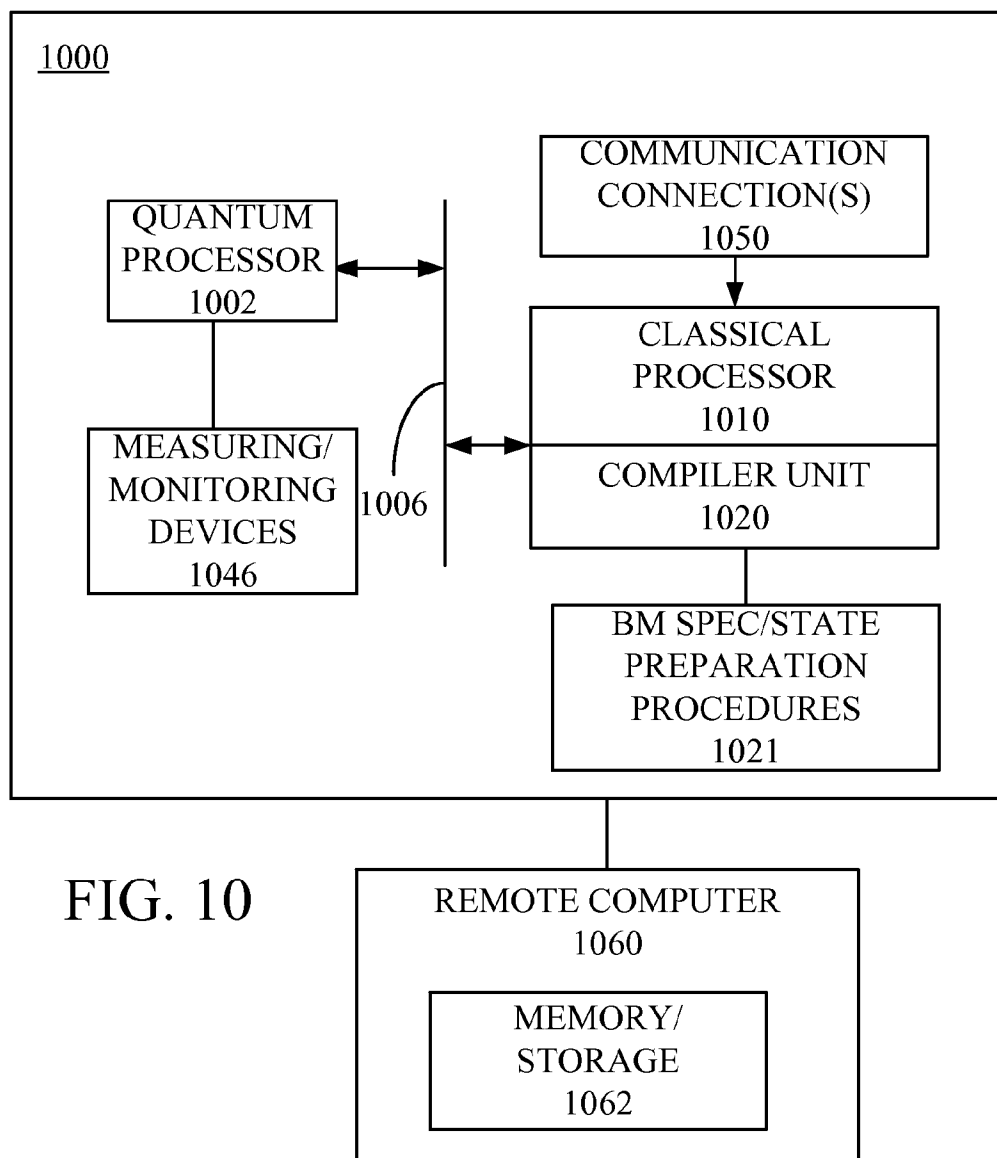 1000
COMMUNICATION
CONNECTION(S)
1050
QUANTUM
PROCESSOR
1002
CLASSICAL
PROCESSOR
1010
MEASURING/
MONITORING
DEVICES
1046
1006
COMPILER UNIT
1020
BM SPEC/STATE
PREPARATION
PROCEDURES
1021
FIG. 10
REMOTE COMPUTER
1060
MEMORY/
STORAGE
1062